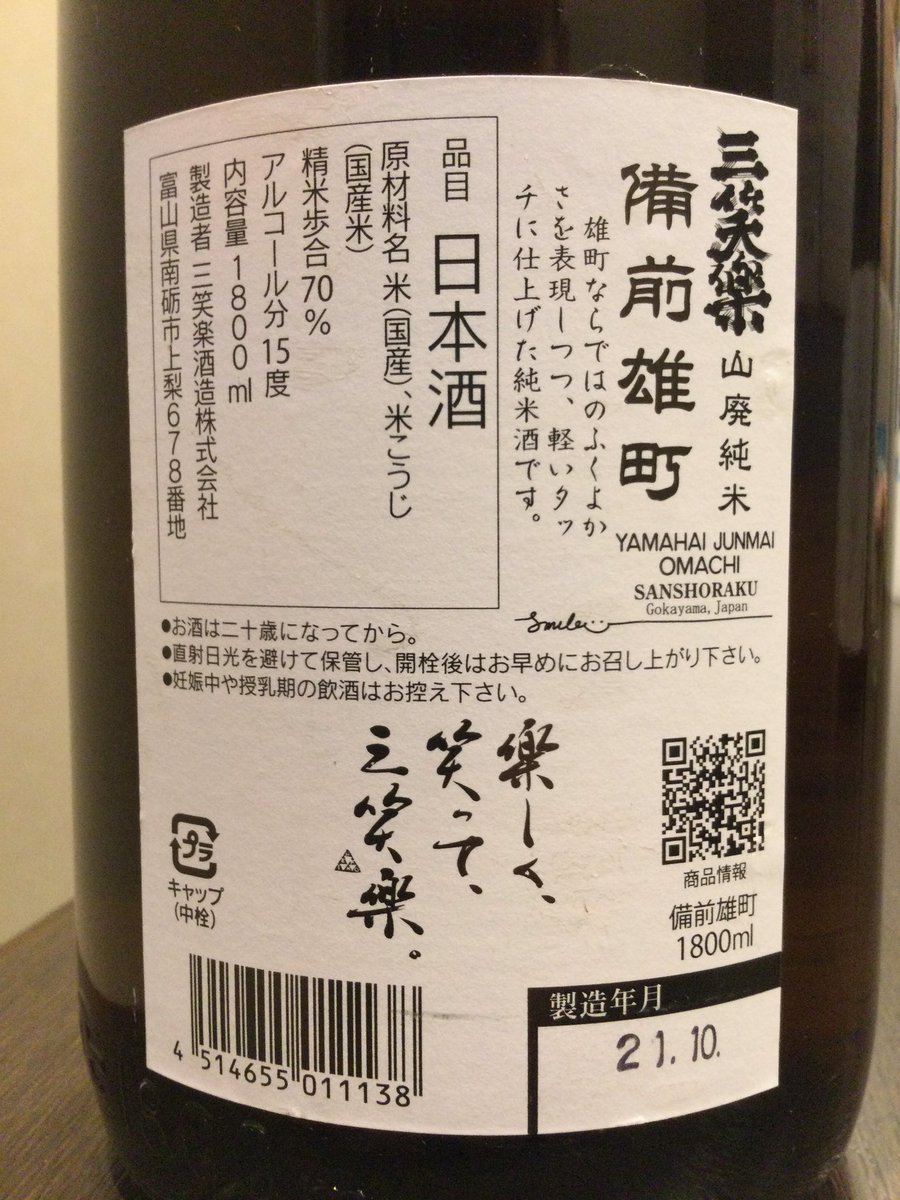 三笑楽 山廃純米
備前雄町
YAMAHAI JUNMAI
OMACHI
SANSHORAKU
Gokayama, Japan
雄町ならではのふくよか
さを表現しつつ、軽いタッ
チに仕上げた純米酒です。
Smile
品目 日本酒
原材料名 米(国産)、米こうじ
(国産米)
精米歩合70%
アルコール分15度
内容量1800ml
製造者 三笑楽酒造株式会社
富山県南砺市上梨678番地
●お酒は二十歳になってから。
●直射日光を避けて保管し、開栓後はお早めにお召し上がり下さい。
●妊娠中や授乳期の飲酒はお控え下さい。
楽しく、
笑って、
三笑楽。
商品情報
備前雄町
1800ml
プラ
キャップ
(中栓)
4 514655 011138
製造年月
21.10.